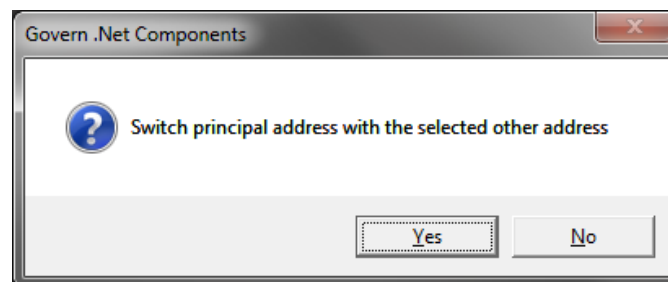 Govern .Net Components
Switch principal address with the selected other address
Yes
No